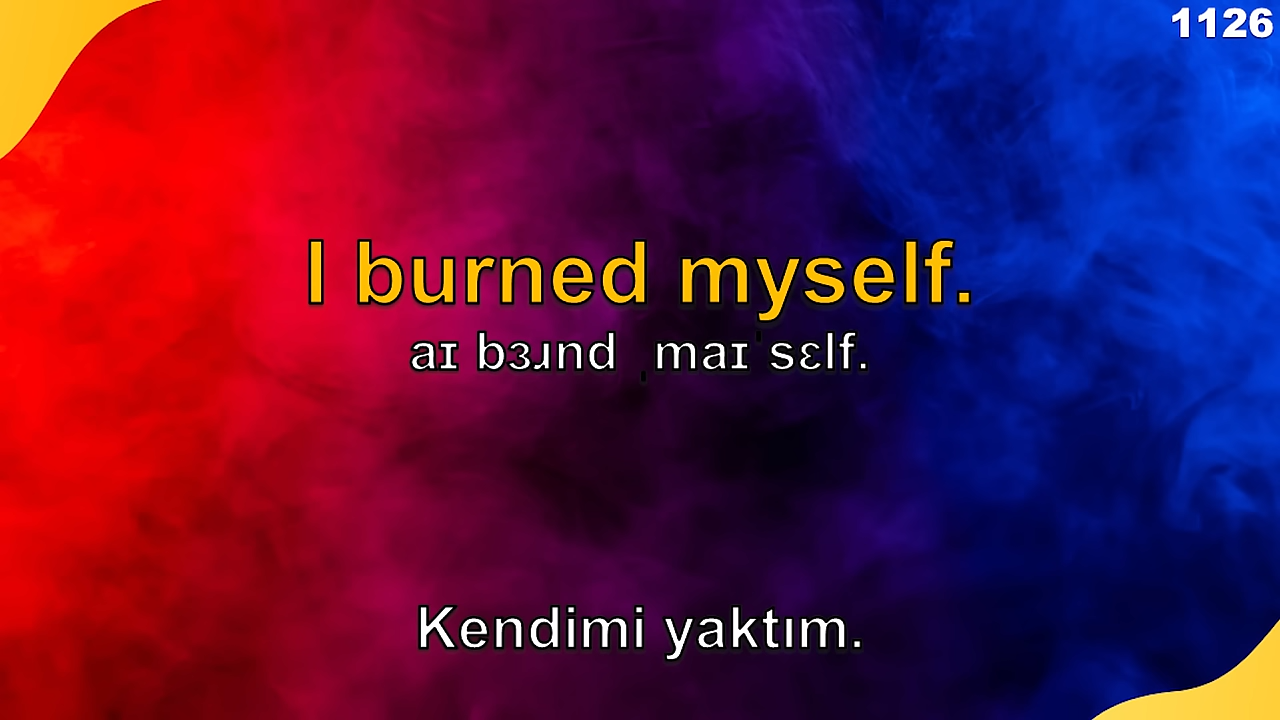 1126
I burned myself.
aɪ bɜɹnd ˌmaɪˈsɛlf.
Kendimi yaktım.